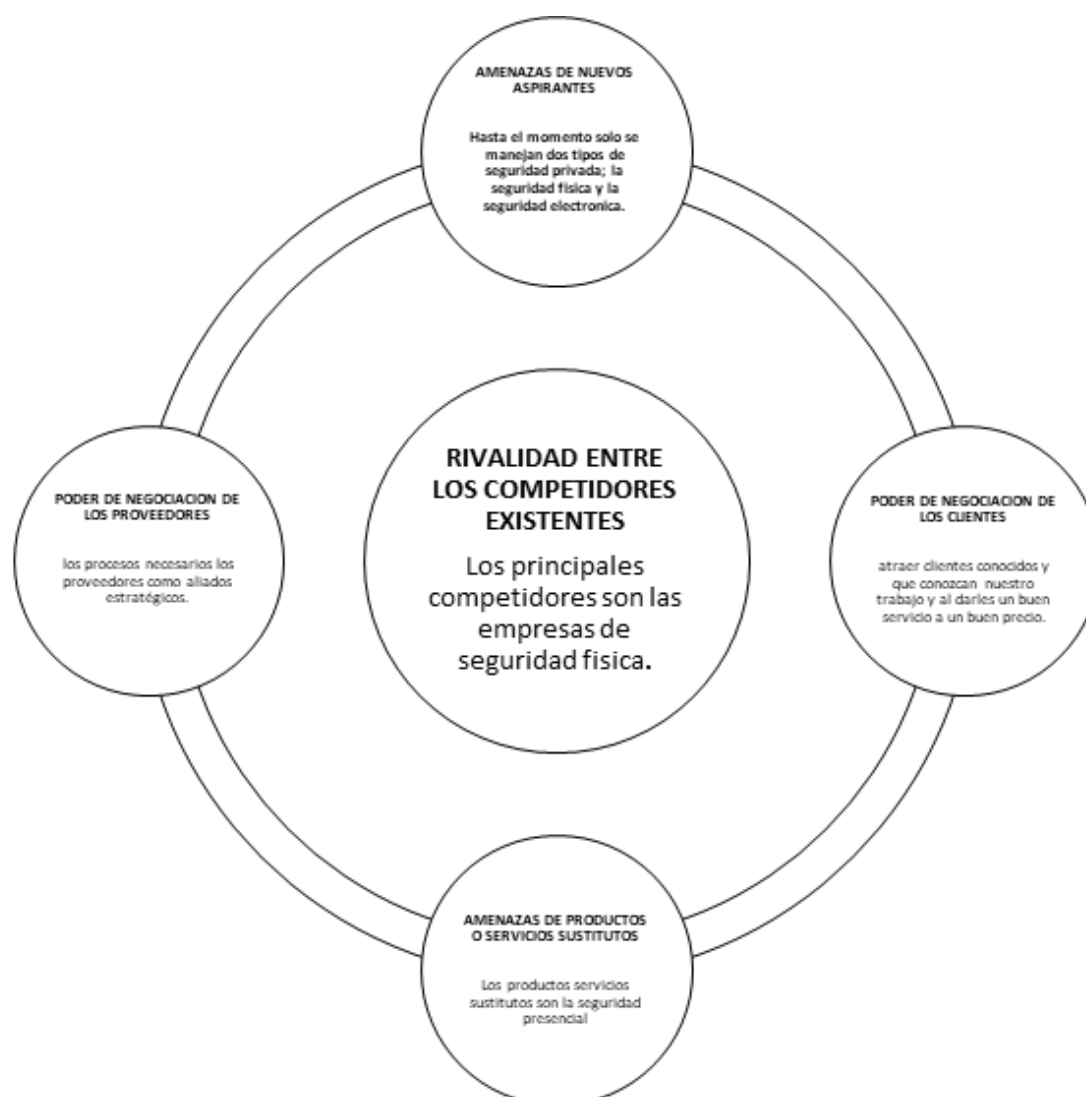 AMENAZAS DE NUEVOS
ASPIRANTES
Hasta el momento solo se
manejan dos tipos de
seguridad privada; la
seguridad fisica y la
seguridad electronica.
PODER DE NEGOCIACION DE
LOS PROVEEDORES
los procesos necesarios los
proveedores como aliados
estratégicos.
RIVALIDAD ENTRE
LOS COMPETIDORES
EXISTENTES
Los principales
competidores son las
empresas de
seguridad fisica.
PODER DE NEGOCIACION DE
LOS CLIENTES
atraer clientes conocidos y
que conozcan nuestro
trabajo y al darles un buen
servicio a un buen precio.
AMENAZAS DE PRODUCTOS
O SERVICIOS SUSTITUTOS
Los productos servicios
sustitutos son la seguridad
presencial